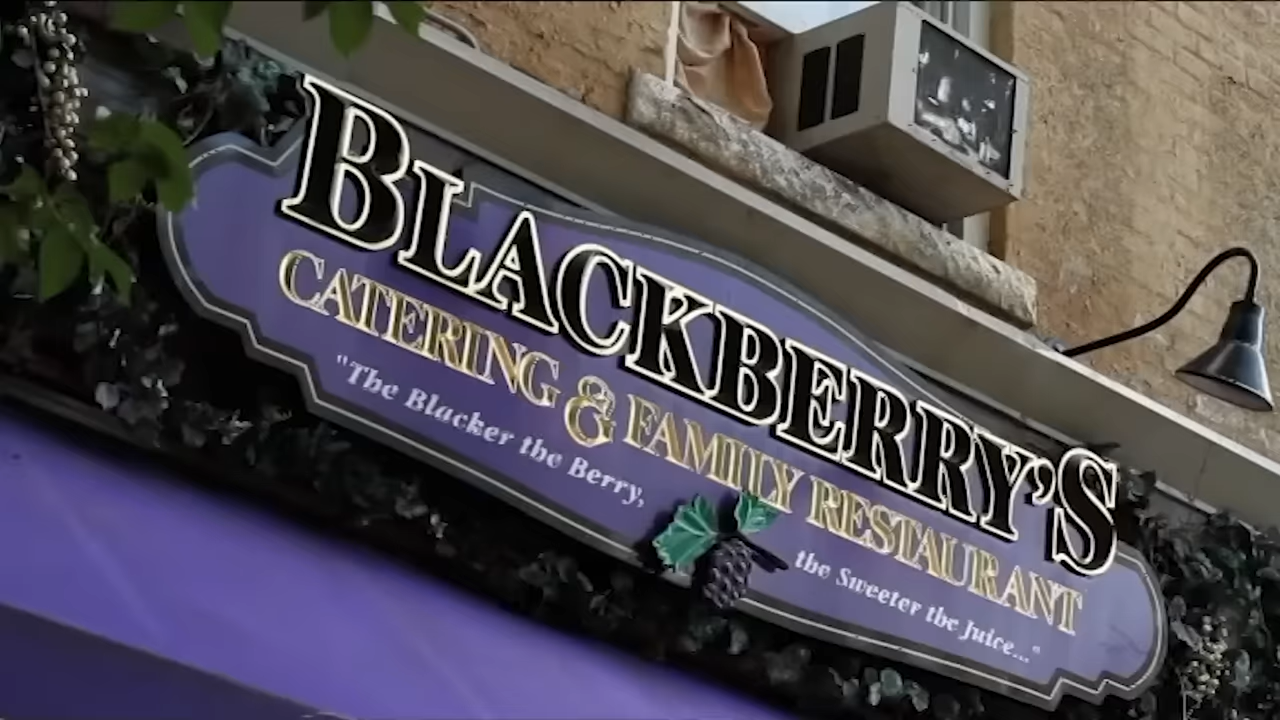 BLACKBERRY'S
CATERING & FAMILY RESTAURANT
"The Blacker the Berry,
the Sweeter the Juice..."